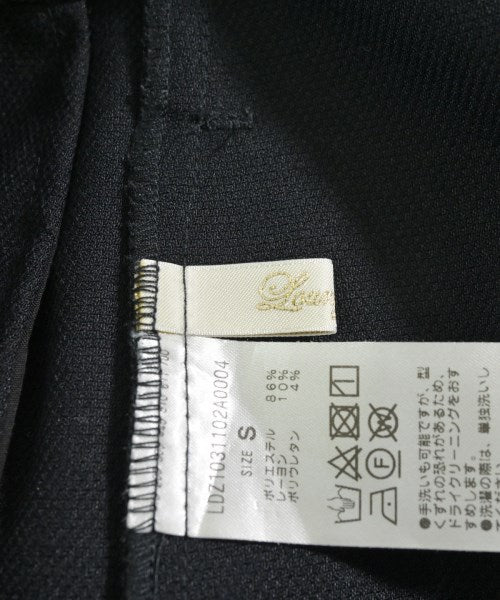 LDZ1031102A0004
SIZE S
ポリエステル 86%
レーヨン 10%
ポリウレタン 4%
F
●手洗いも可能ですが、型
くずれの恐れがあるため、
ドライクリーニングをおす
すめします。
●洗濯の際は、単独洗いし